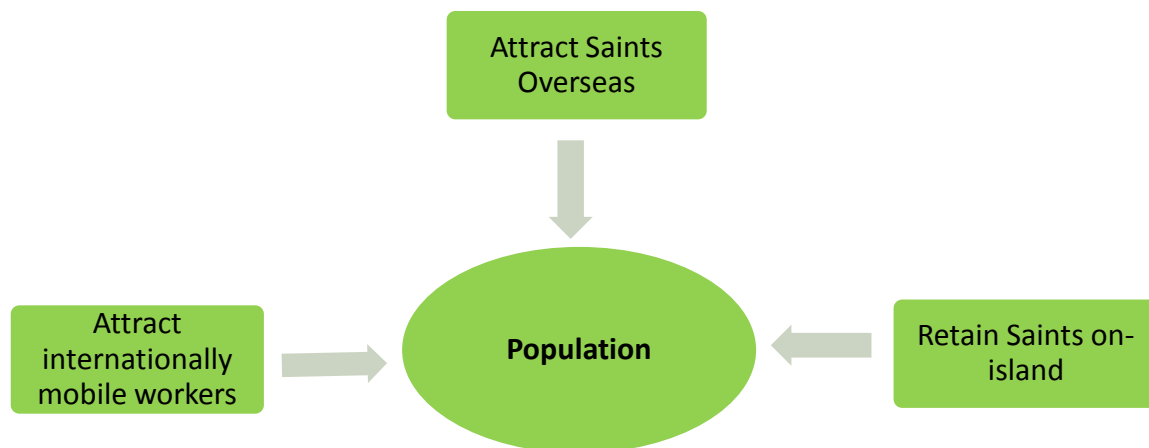 Attract Saints
Overseas
Attract
internationally
mobile workers
Population
Retain Saints on-
island